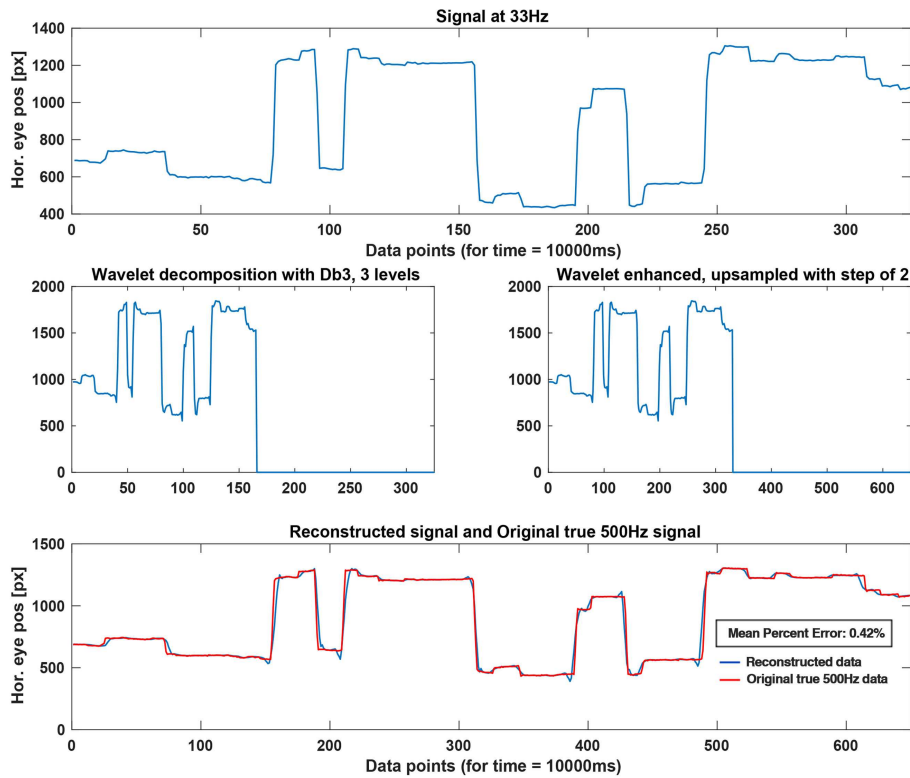 Signal at 33Hz
Hor. eye pos [px]
1400
1200
1000
800
600
400
0 50 100 150 200 250 300
Data points (for time = 10000ms)
Wavelet decomposition with Db3, 3 levels
2000
1500
1000
500
0
0 50 100 150 200 250 300
Wavelet enhanced, upsampled with step of 2
2000
1500
1000
500
0
0 100 200 300 400 500 600
Reconstructed signal and Original true 500Hz signal
Hor. eye pos [px]
1500
1000
500
0
Mean Percent Error: 0.42%
Reconstructed data
Original true 500Hz data
0 100 200 300 400 500 600
Data points (for time = 10000ms)